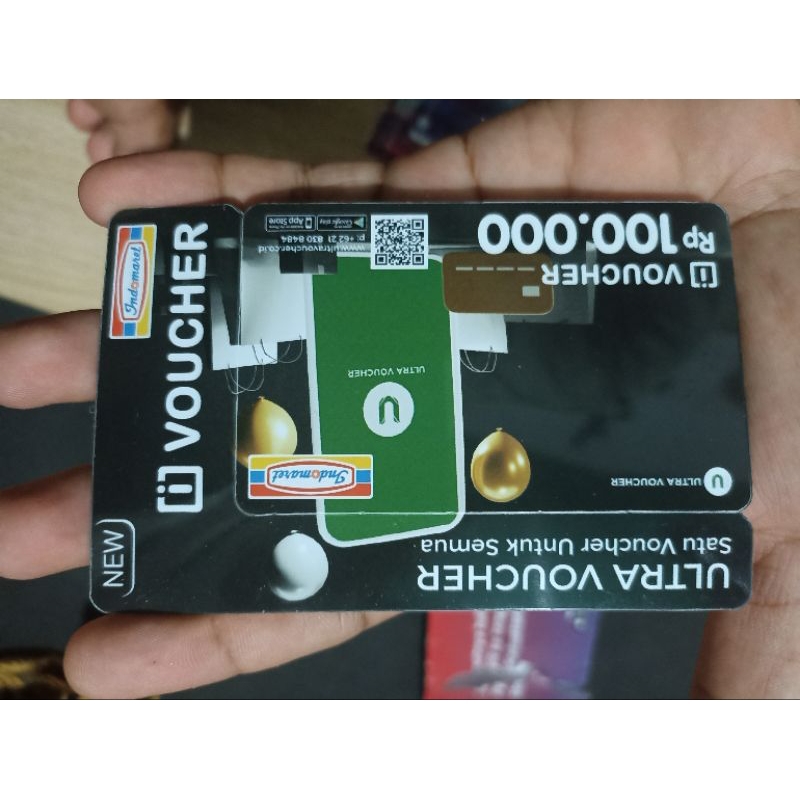 ULTRA VOUCHER
Satu Voucher Untuk Semua
ULTRA VOUCHER
Indomaret
ULTRA VOUCHER
VOUCHER
Rp 100.000
www.ultravoucher.co.id
p: +62 21 830 8484
Google play
App Store
NEW
VOUCHER
Indomaret